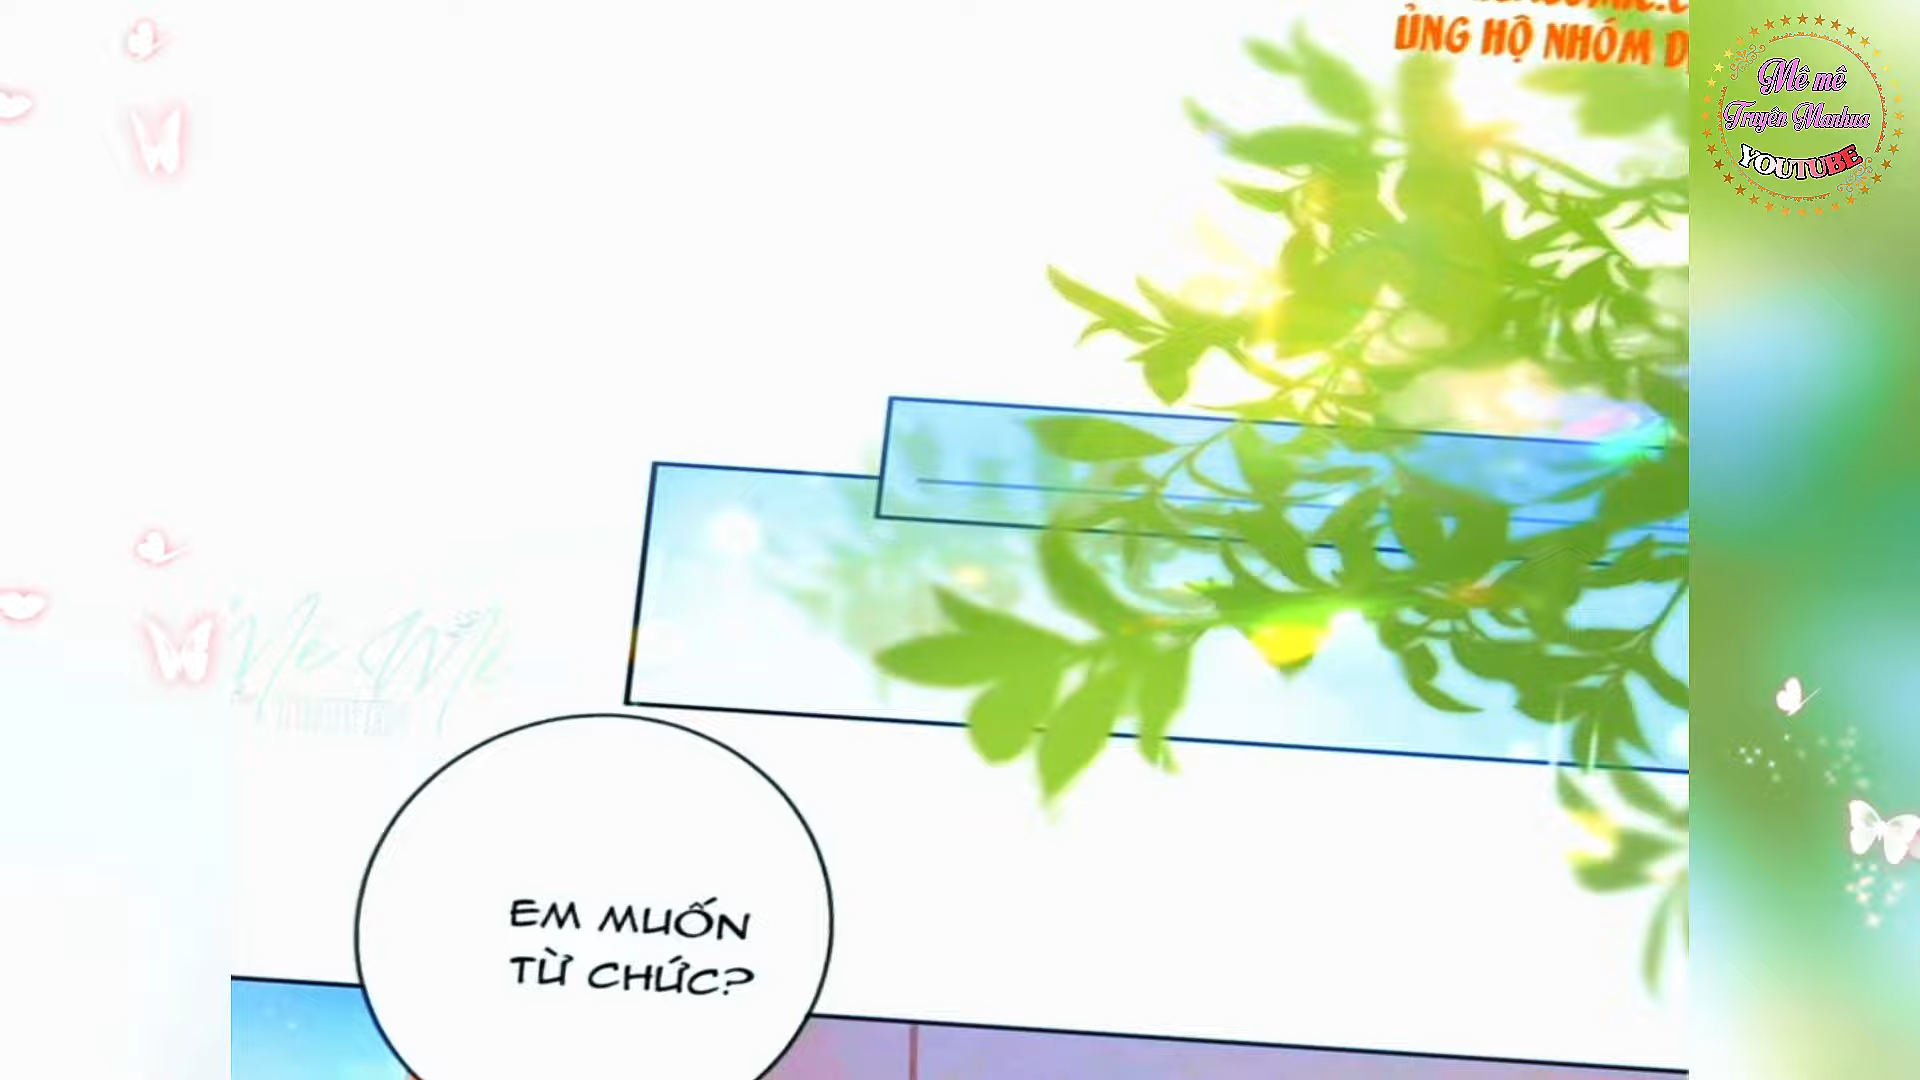 ỦNG HỘ NHÓM
Mê mê
Truyện Manhua
YOUTUBE
EM MUỐN
TỪ CHỨC?